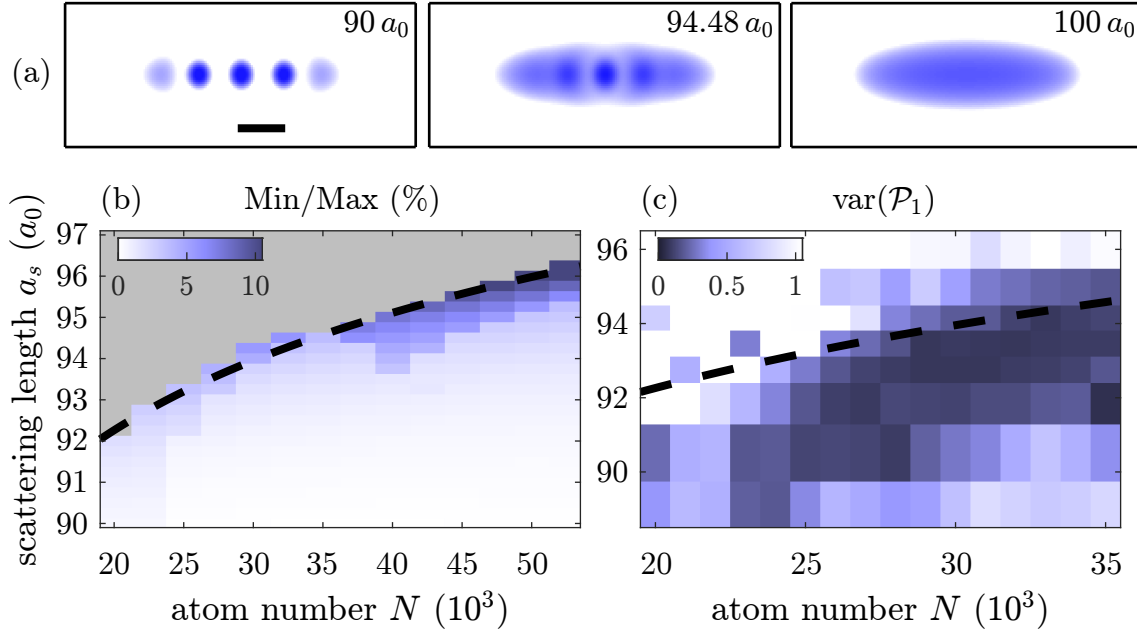 (a)
90 a₀
94.48 a₀
100 a₀
(b) Min/Max (%)
0 5 10
scattering length aₛ (a₀)
97
96
95
94
93
92
91
90
20 25 30 35 40 45 50
atom number N (10³)
(c) var(𝒫₁)
0 0.5 1
96
94
92
90
20 25 30 35
atom number N (10³)